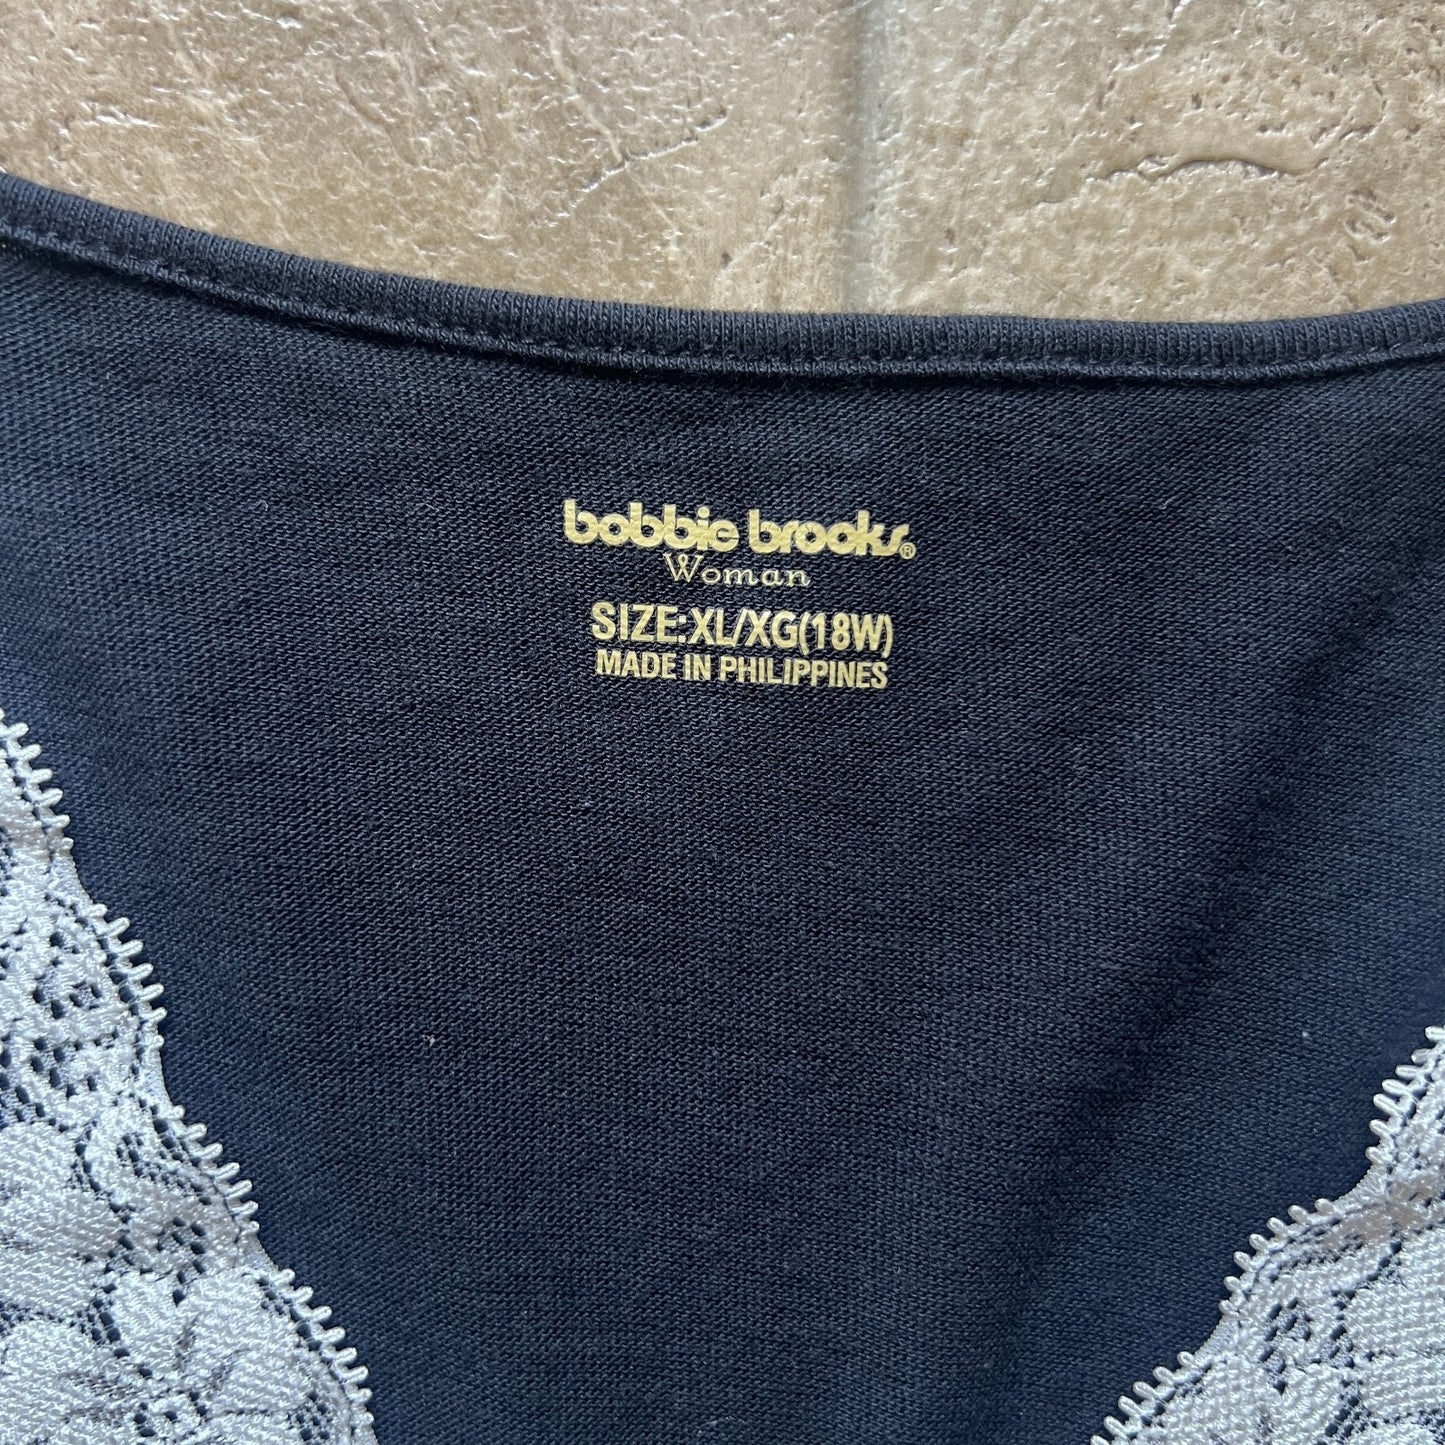 bobbie brooks®
Woman
SIZE:XL/XG(18W)
MADE IN PHILIPPINES